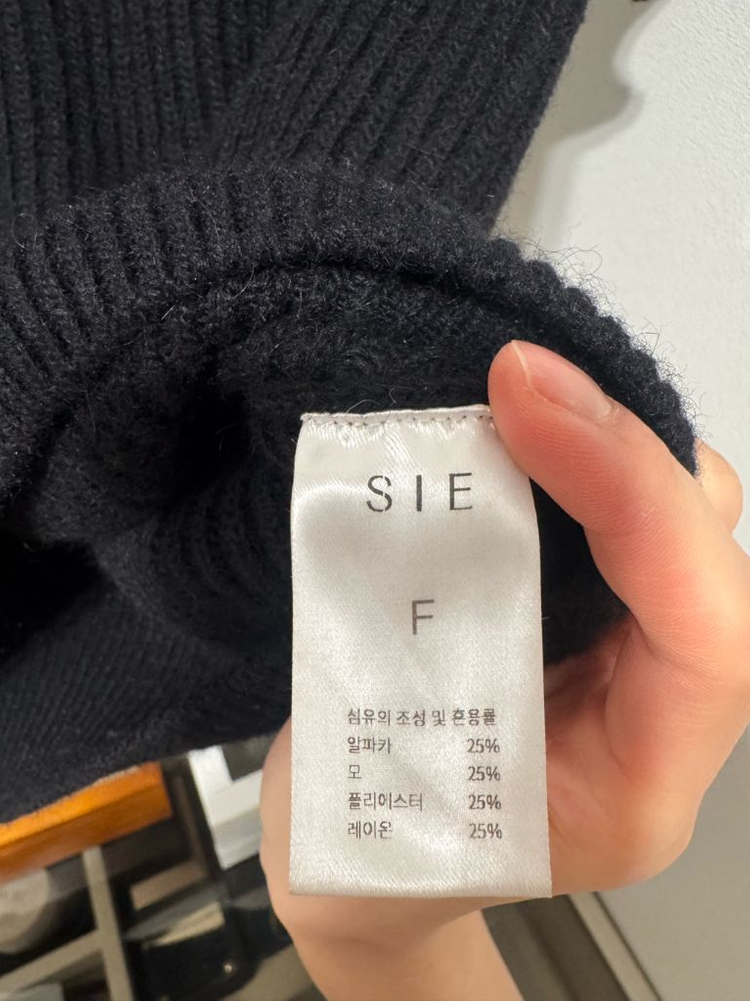 SIE
F
섬유의 조성 및 혼용률
알파카 25%
모 25%
폴리에스터 25%
레이온 25%